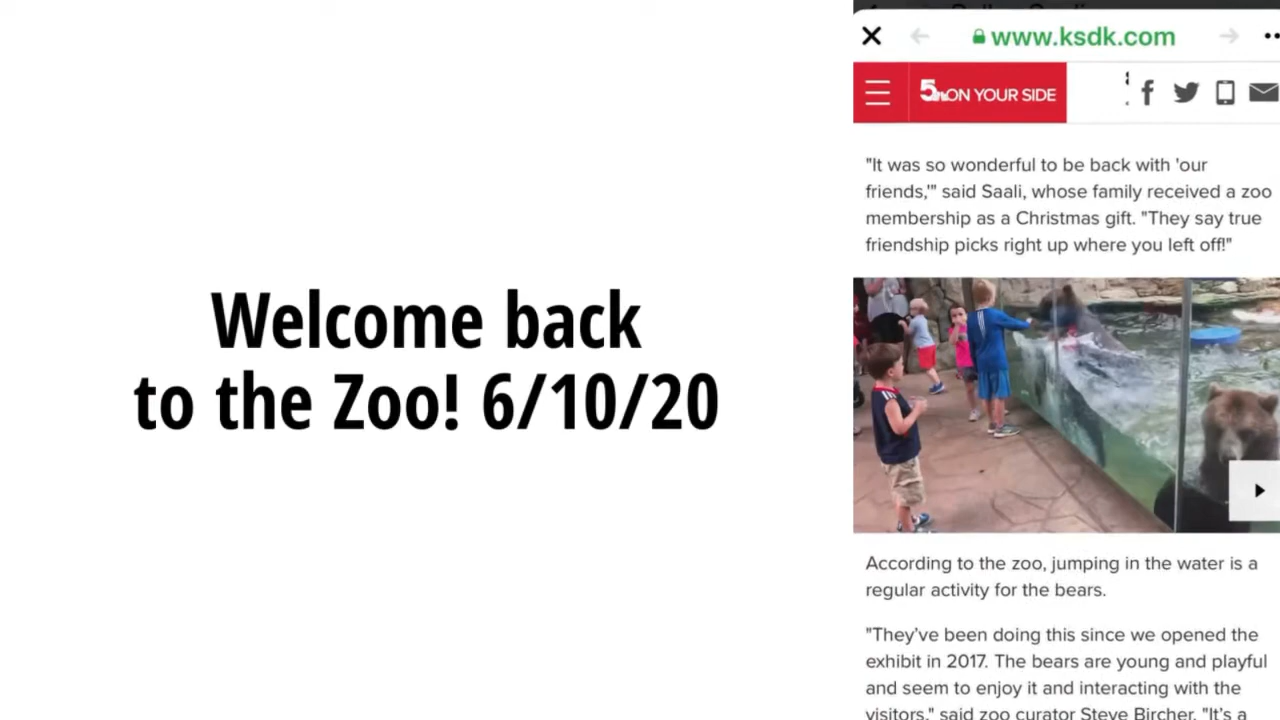 Welcome back
to the Zoo! 6/10/20
www.ksdk.com
5 ON YOUR SIDE
"It was so wonderful to be back with 'our
friends,'" said Saali, whose family received a zoo
membership as a Christmas gift. "They say true
friendship picks right up where you left off!"
According to the zoo, jumping in the water is a
regular activity for the bears.
"They've been doing this since we opened the
exhibit in 2017. The bears are young and playful
and seem to enjoy it and interacting with the
visitors," said zoo curator Steve Bircher. "It's a